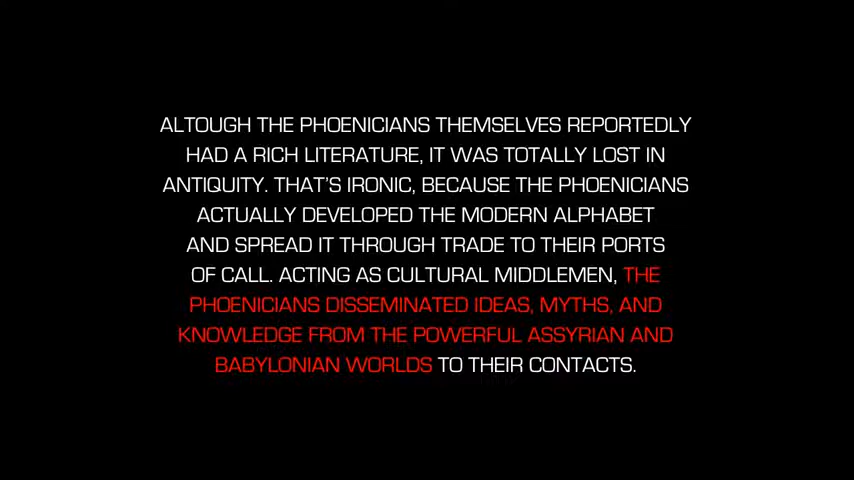 ALTOUGH THE PHOENICIANS THEMSELVES REPORTEDLY
HAD A RICH LITERATURE, IT WAS TOTALLY LOST IN
ANTIQUITY. THAT'S IRONIC, BECAUSE THE PHOENICIANS
ACTUALLY DEVELOPED THE MODERN ALPHABET
AND SPREAD IT THROUGH TRADE TO THEIR PORTS
OF CALL. ACTING AS CULTURAL MIDDLEMEN, THE
PHOENICIANS DISSEMINATED IDEAS, MYTHS, AND
KNOWLEDGE FROM THE POWERFUL ASSYRIAN AND
BABYLONIAN WORLDS TO THEIR CONTACTS.